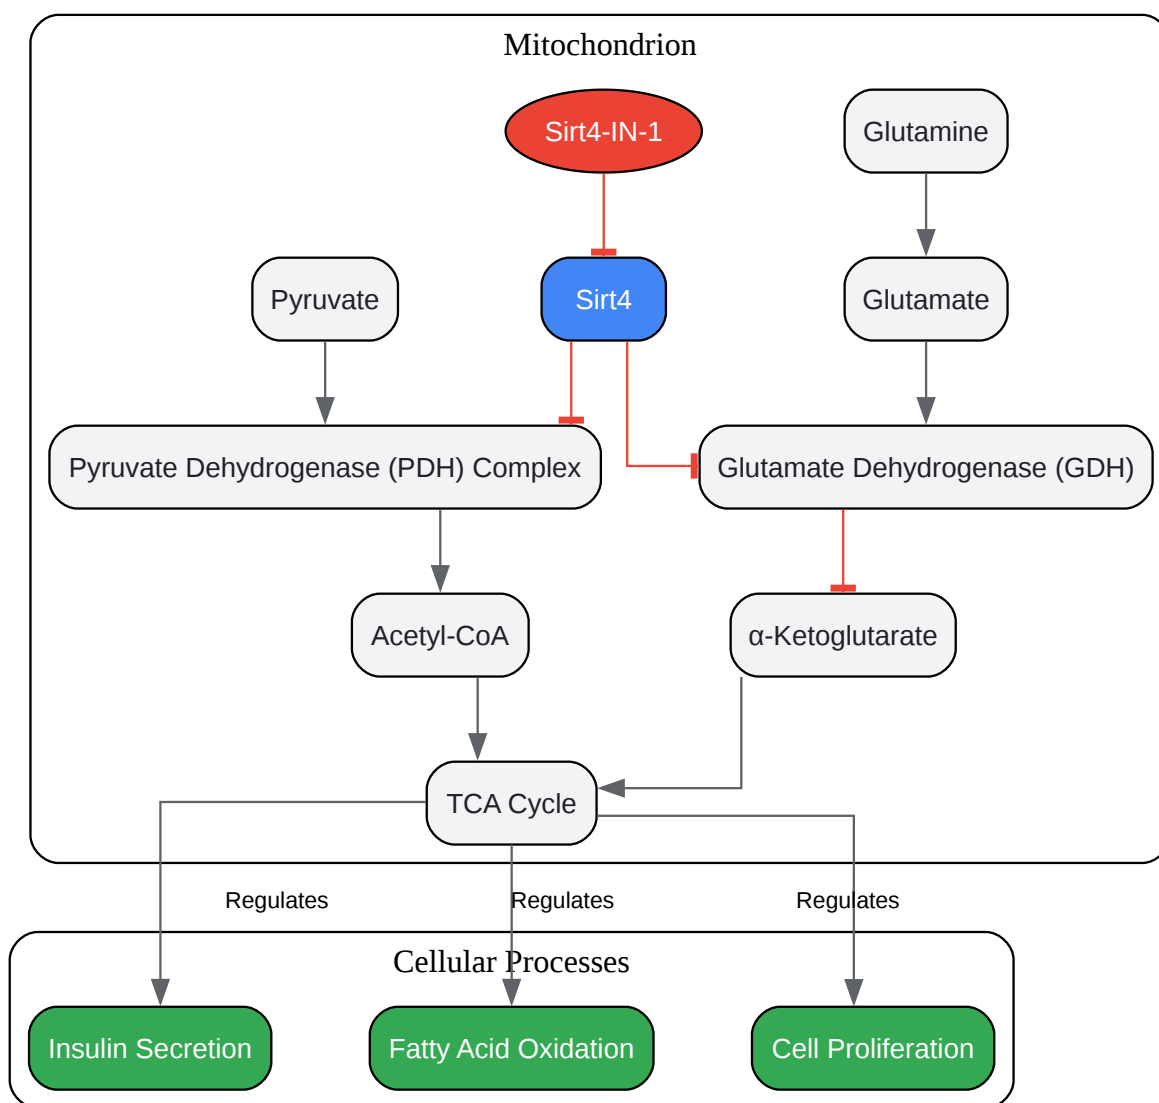 Mitochondrion
Sirt4-IN-1
Glutamine
Pyruvate
Sirt4
Glutamate
Pyruvate Dehydrogenase (PDH) Complex
Glutamate Dehydrogenase (GDH)
Acetyl-CoA
α-Ketoglutarate
TCA Cycle
Regulates
Regulates
Regulates
Cellular Processes
Insulin Secretion
Fatty Acid Oxidation
Cell Proliferation